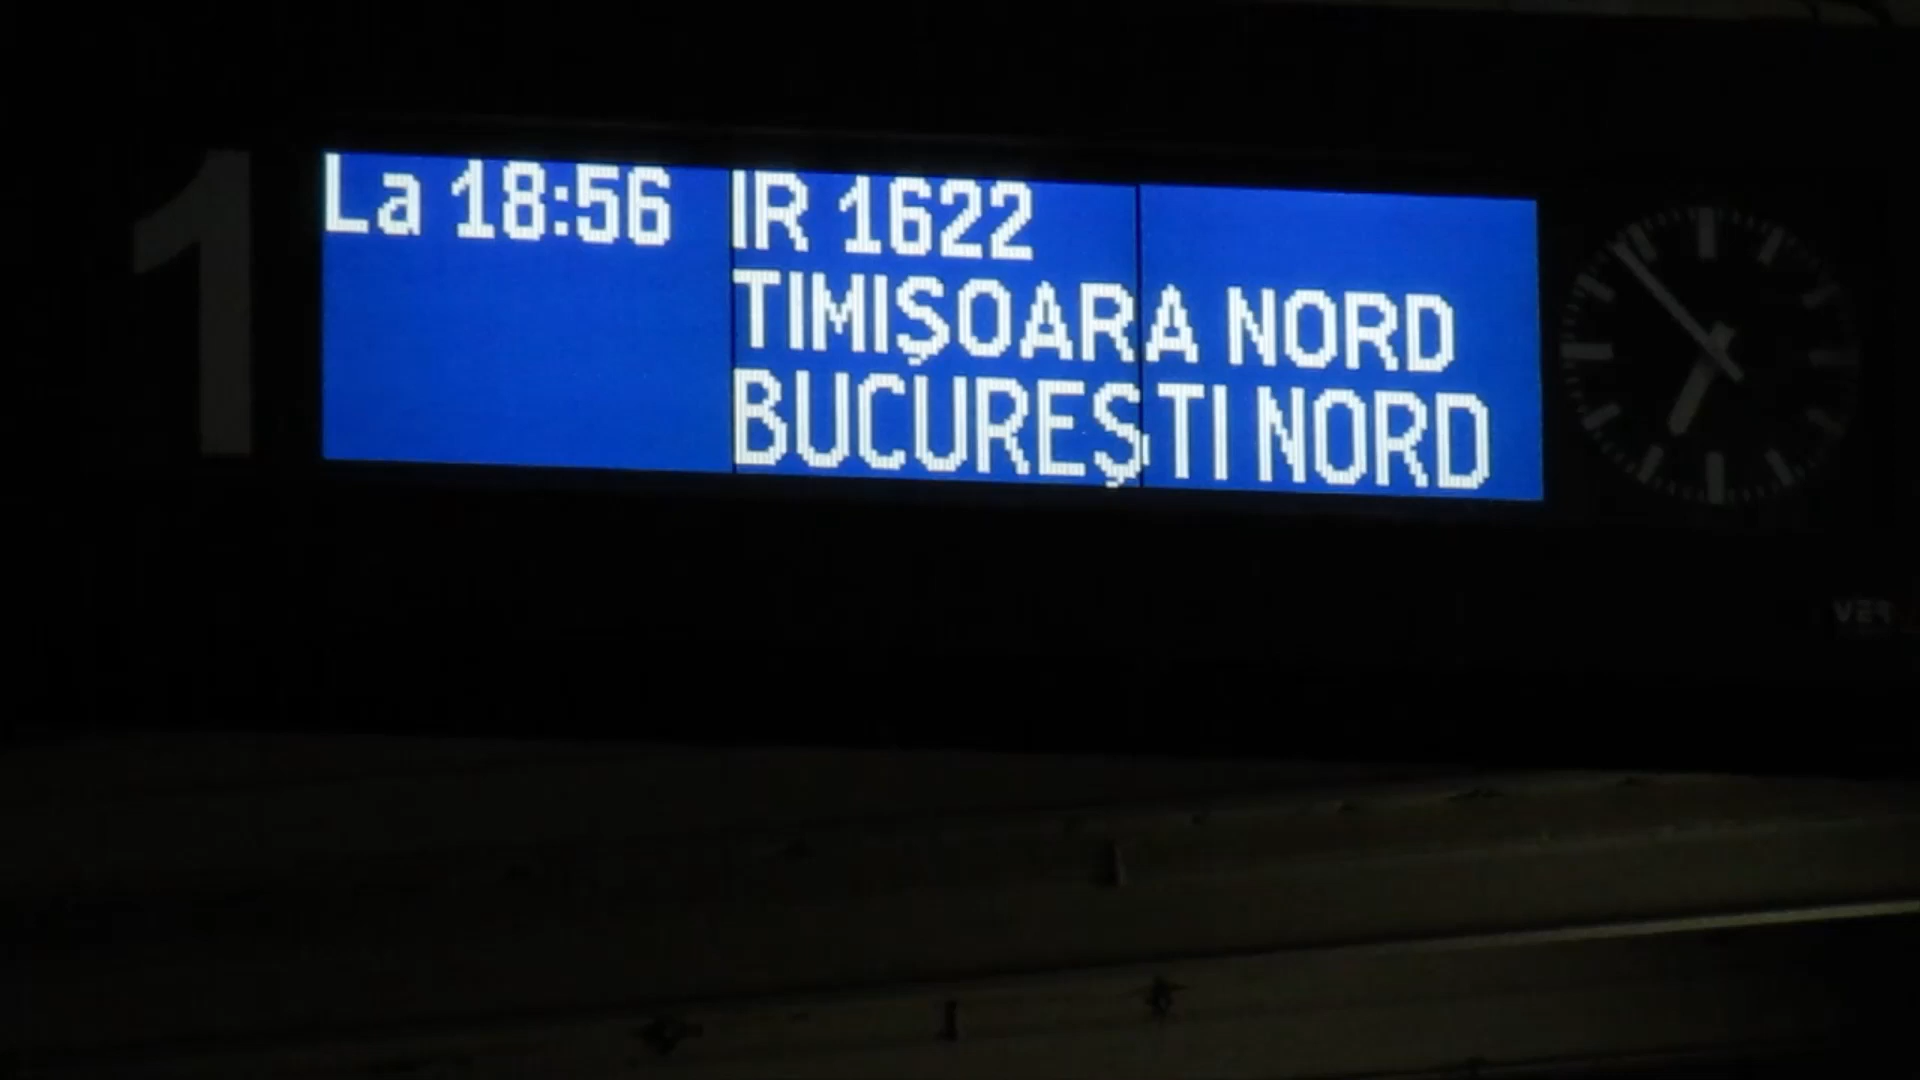 1
La 18:56 IR 1622
TIMIȘOARA NORD
BUCUREȘTI NORD